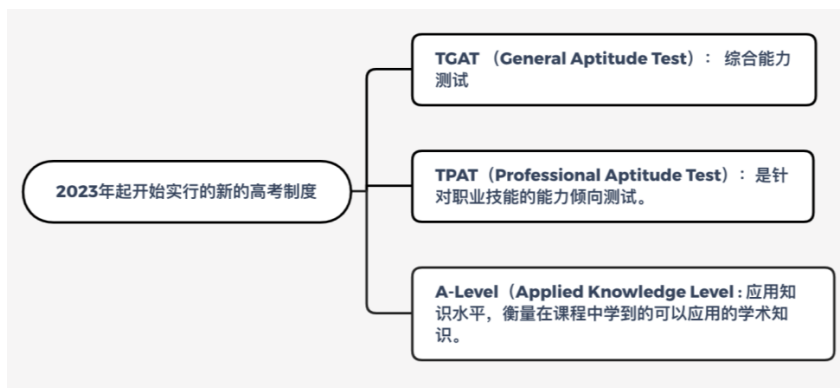 TGAT （General Aptitude Test）： 综合能力
测试
2023年起开始实行的新的高考制度
TPAT（Professional Aptitude Test）：是针
对职业技能的能力倾向测试。
A-Level（Applied Knowledge Level : 应用知
识水平，衡量在课程中学到的可以应用的学术知
识。